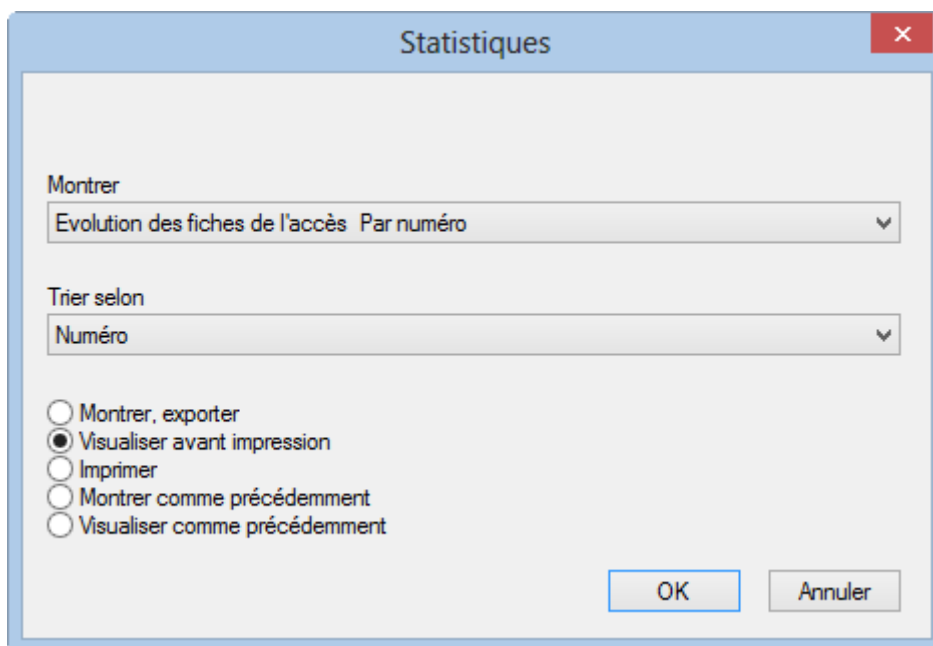 Statistiques
Montrer
Evolution des fiches de l'accès  Par numéro
Trier selon
Numéro
Montrer, exporter
Visualiser avant impression
Imprimer
Montrer comme précédemment
Visualiser comme précédemment
OK Annuler